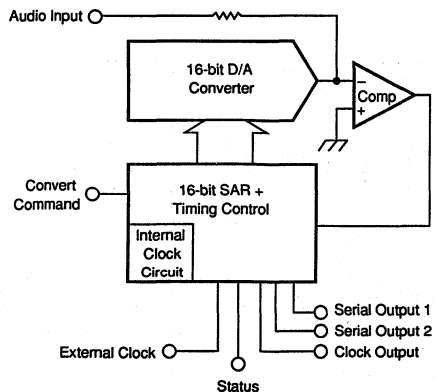 Audio Input
16-bit D/A
Converter
−
Comp
+
Convert
Command
16-bit SAR +
Timing Control
Internal
Clock
Circuit
Serial Output 1
Serial Output 2
External Clock
Clock Output
Status